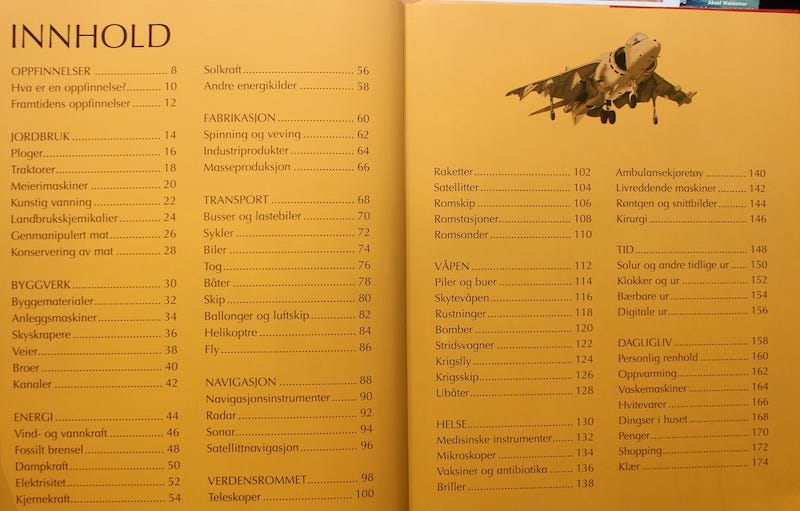 Aksel Waldemar
INNHOLD
OPPFINNELSER ........ 8
Hva er en oppfinnelse? ........ 10
Framtidens oppfinnelser ........ 12
JORDBRUK ........ 14
Ploger ........ 16
Traktorer ........ 18
Meierimaskiner ........ 20
Kunstig vanning ........ 22
Landbrukskjemikalier ........ 24
Genmanipulert mat ........ 26
Konservering av mat ........ 28
BYGGVERK ........ 30
Byggematerialer ........ 32
Anleggsmaskiner ........ 34
Skyskrapere ........ 36
Veier ........ 38
Broer ........ 40
Kanaler ........ 42
ENERGI ........ 44
Vind- og vannkraft ........ 46
Fossilt brensel ........ 48
Dampkraft ........ 50
Elektrisitet ........ 52
Kjernekraft ........ 54
Solkraft ........ 56
Andre energikilder ........ 58
FABRIKASJON ........ 60
Spinning og veving ........ 62
Industriprodukter ........ 64
Masseproduksjon ........ 66
TRANSPORT ........ 68
Busser og lastebiler ........ 70
Sykler ........ 72
Biler ........ 74
Tog ........ 76
Båter ........ 78
Skip ........ 80
Ballonger og luftskip ........ 82
Helikoptre ........ 84
Fly ........ 86
NAVIGASJON ........ 88
Navigasjonsinstrumenter ........ 90
Radar ........ 92
Sonar ........ 94
Satellittnavigasjon ........ 96
VERDENSROMMET ........ 98
Teleskoper ........ 100
Raketter ........ 102
Satellitter ........ 104
Romskip ........ 106
Romstasjoner ........ 108
Romsonder ........ 110
VÅPEN ........ 112
Piler og buer ........ 114
Skytevåpen ........ 116
Rustninger ........ 118
Bomber ........ 120
Stridsvogner ........ 122
Krigsfly ........ 124
Krigsskip ........ 126
Ubåter ........ 128
HELSE ........ 130
Medisinske instrumenter ........ 132
Mikroskoper ........ 134
Vaksiner og antibiotika ........ 136
Briller ........ 138
Ambulansekjøretøy ........ 140
Livreddende maskiner ........ 142
Røntgen og snittbilder ........ 144
Kirurgi ........ 146
TID ........ 148
Solur og andre tidlige ur ........ 150
Klokker og ur ........ 152
Bærbare ur ........ 154
Digitale ur ........ 156
DAGLIGLIV ........ 158
Personlig renhold ........ 160
Oppvarming ........ 162
Vaskemaskiner ........ 164
Hvitevarer ........ 166
Dingser i huset ........ 168
Penger ........ 170
Shopping ........ 172
Klær ........ 174